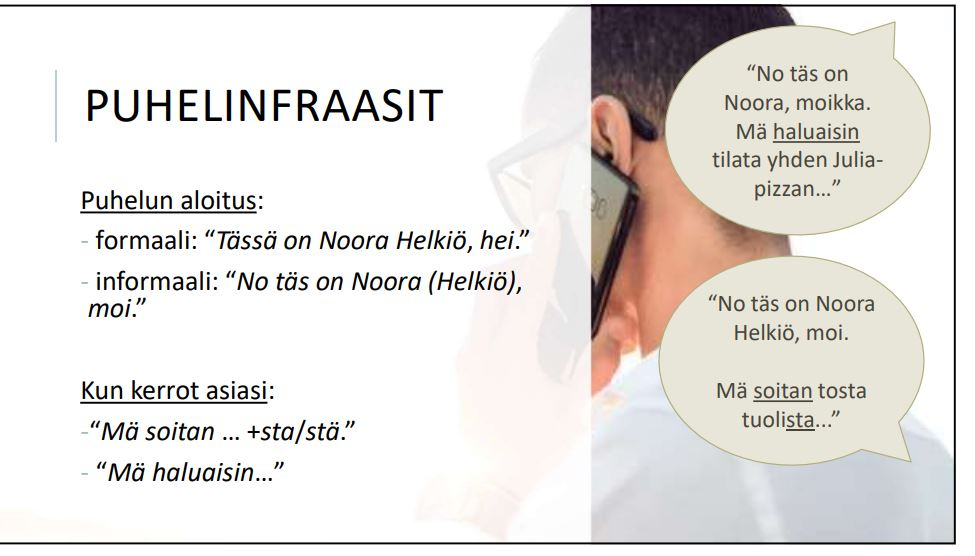 PUHELINFRAASIT
Puhelun aloitus:
- formaali: “Tässä on Noora Helkiö, hei.”
- informaali: “No täs on Noora (Helkiö),
moi.”
Kun kerrot asiasi:
-“Mä soitan … +sta/stä.”
- “Mä haluaisin…”
“No täs on
Noora, moikka.
Mä haluaisin
tilata yhden Julia-
pizzan…”
“No täs on Noora
Helkiö, moi.
Mä soitan tosta
tuolista...”